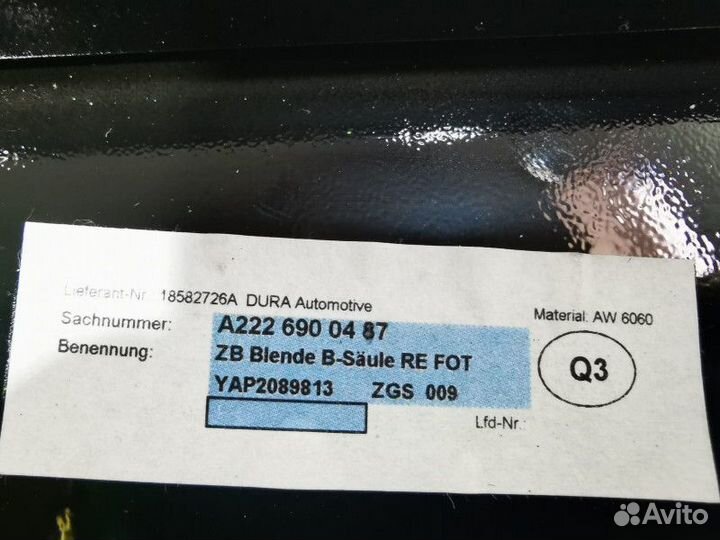 Lieferant-Nr. 18582726A DURA Automotive
Material: AW 6060
Sachnummer: A222 690 04 87
Benennung: ZB Blende B-Säule RE FOT
Q3
YAP2089813 ZGS 009
Lfd-Nr.:
Avito